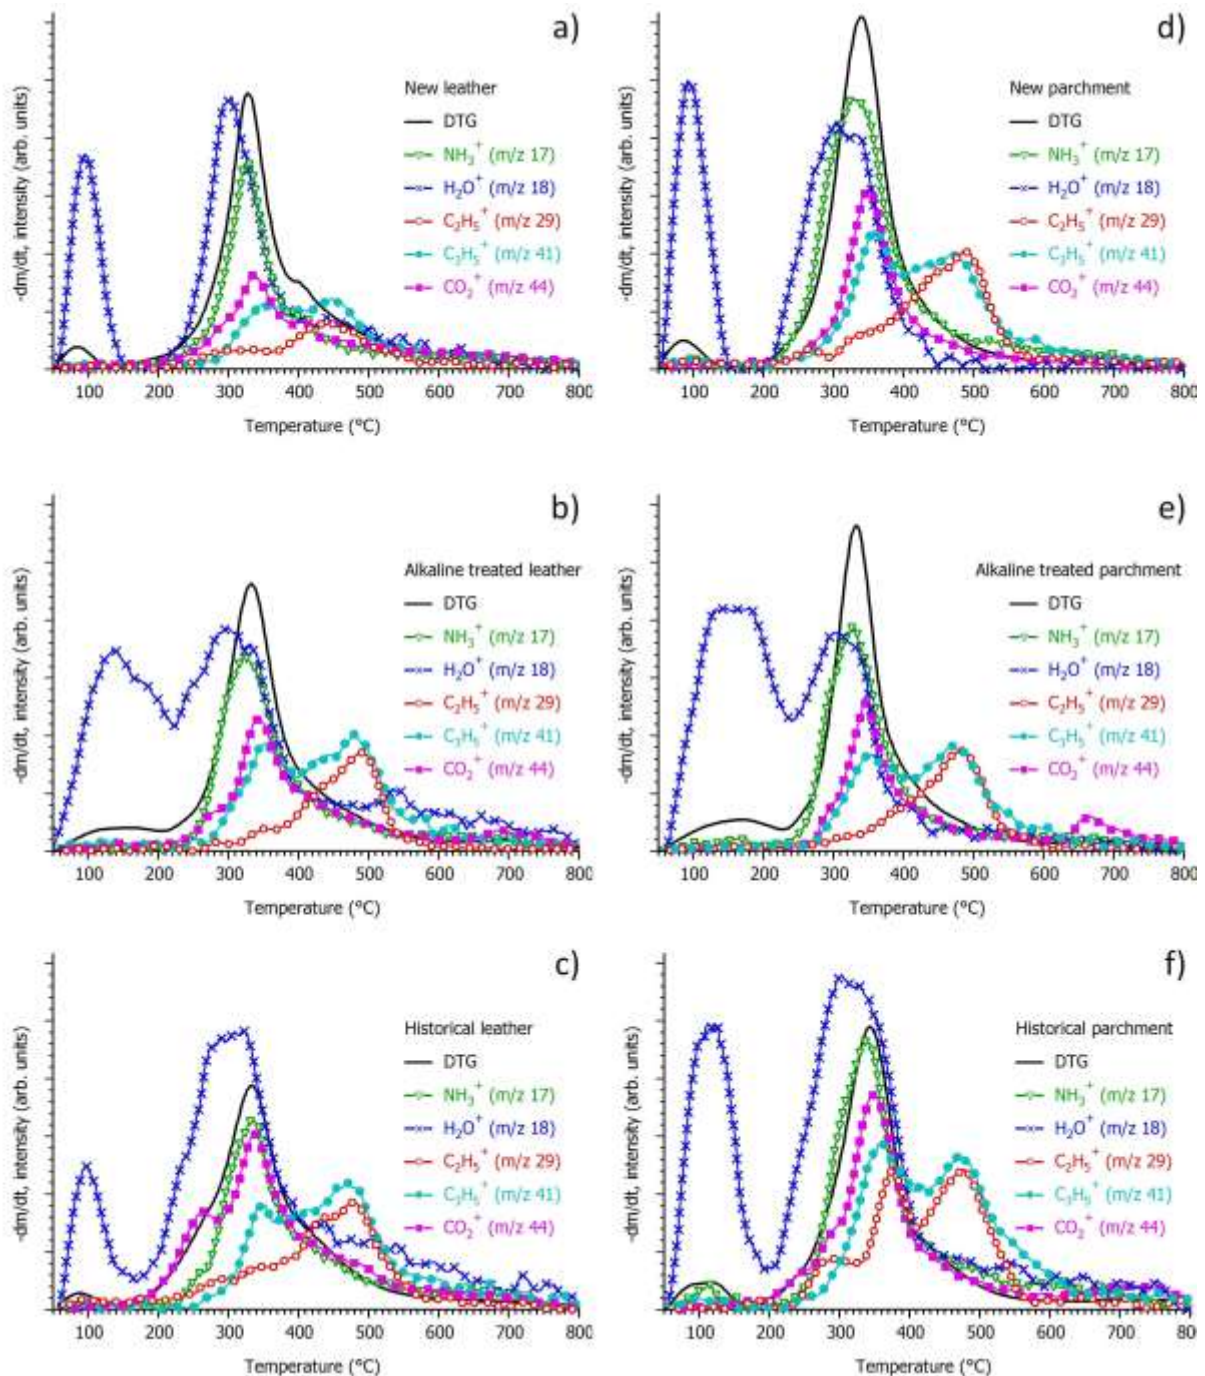 a)
New leather
DTG
NH₃⁺ (m/z 17)
H₂O⁺ (m/z 18)
C₂H₅⁺ (m/z 29)
C₃H₅⁺ (m/z 41)
CO₂⁺ (m/z 44)
-dm/dt, intensity (arb. units)
100 200 300 400 500 600 700 800
Temperature (°C)
d)
New parchment
DTG
NH₃⁺ (m/z 17)
H₂O⁺ (m/z 18)
C₂H₅⁺ (m/z 29)
C₃H₅⁺ (m/z 41)
CO₂⁺ (m/z 44)
-dm/dt, intensity (arb. units)
100 200 300 400 500 600 700 800
Temperature (°C)
b)
Alkaline treated leather
DTG
NH₃⁺ (m/z 17)
H₂O⁺ (m/z 18)
C₂H₅⁺ (m/z 29)
C₃H₅⁺ (m/z 41)
CO₂⁺ (m/z 44)
-dm/dt, intensity (arb. units)
100 200 300 400 500 600 700 800
Temperature (°C)
e)
Alkaline treated parchment
DTG
NH₃⁺ (m/z 17)
H₂O⁺ (m/z 18)
C₂H₅⁺ (m/z 29)
C₃H₅⁺ (m/z 41)
CO₂⁺ (m/z 44)
-dm/dt, intensity (arb. units)
100 200 300 400 500 600 700 800
Temperature (°C)
c)
Historical leather
DTG
NH₃⁺ (m/z 17)
H₂O⁺ (m/z 18)
C₂H₅⁺ (m/z 29)
C₃H₅⁺ (m/z 41)
CO₂⁺ (m/z 44)
-dm/dt, intensity (arb. units)
100 200 300 400 500 600 700 800
Temperature (°C)
f)
Historical parchment
DTG
NH₃⁺ (m/z 17)
H₂O⁺ (m/z 18)
C₂H₅⁺ (m/z 29)
C₃H₅⁺ (m/z 41)
CO₂⁺ (m/z 44)
-dm/dt, intensity (arb. units)
100 200 300 400 500 600 700 80
Temperature (°C)